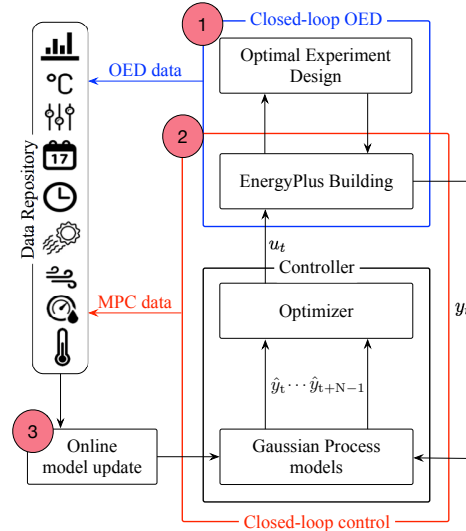 1
Closed-loop OED
Optimal Experiment
Design
OED data
°C
2
17
EnergyPlus Building
Data Repository
u_t
Controller
MPC data
Optimizer
ŷ_t ⋯ ŷ_{t+N−1}
3
Online
model update
Gaussian Process
models
Closed-loop control